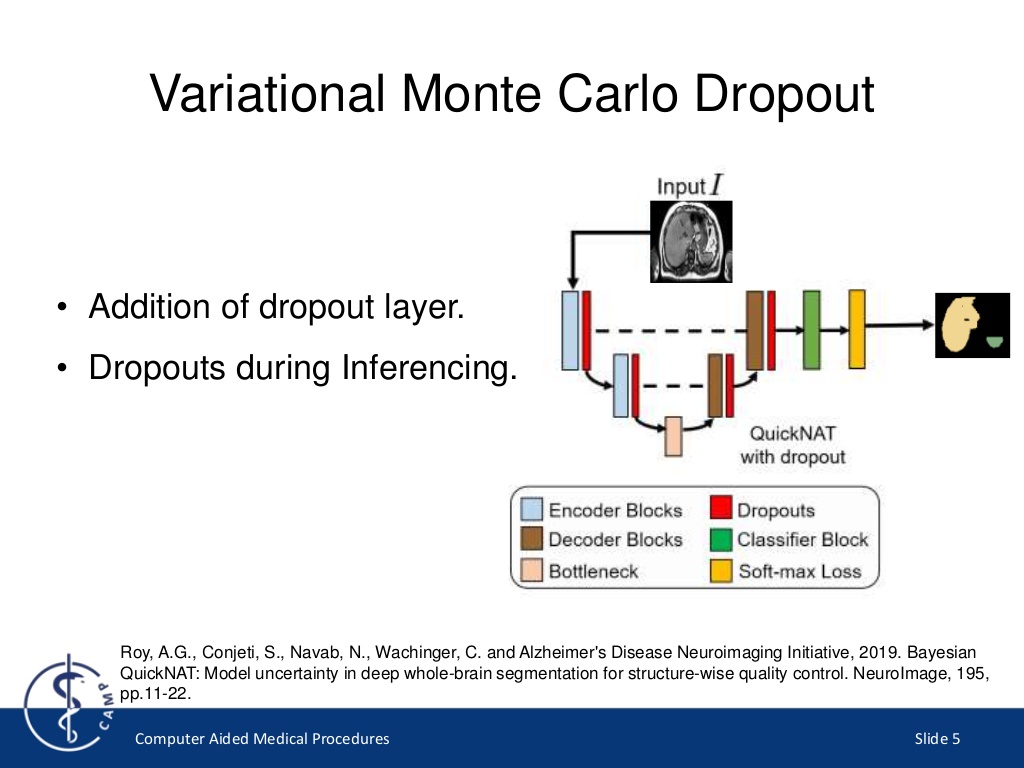 Variational Monte Carlo Dropout
Input I
• Addition of dropout layer.
• Dropouts during Inferencing.
QuickNAT
with dropout
Encoder Blocks
Dropouts
Decoder Blocks
Classifier Block
Bottleneck
Soft-max Loss
Roy, A.G., Conjeti, S., Navab, N., Wachinger, C. and Alzheimer's Disease Neuroimaging Initiative, 2019. Bayesian
QuickNAT: Model uncertainty in deep whole-brain segmentation for structure-wise quality control. NeuroImage, 195,
pp.11-22.
CAMP
Computer Aided Medical Procedures
Slide 5